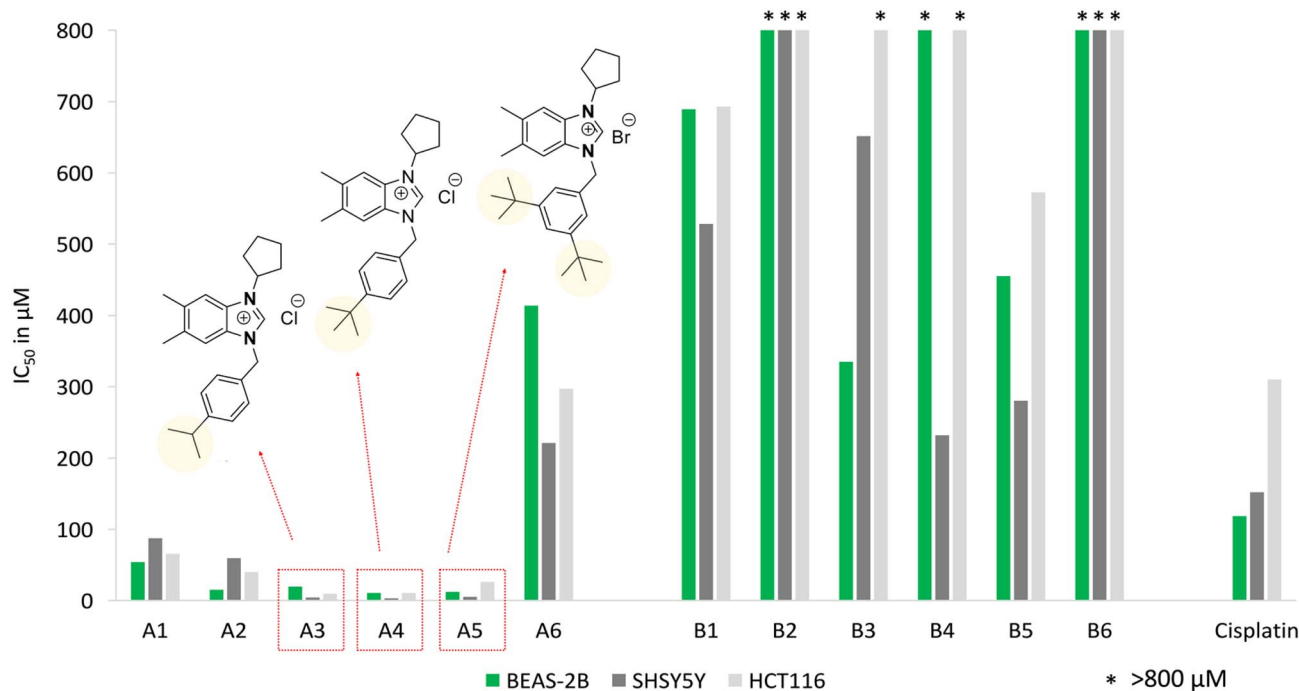 * * * * * * * * *
800
700
600
500
400
300
200
100
0
IC50 in µM
N
N
⊕
Cl⊖
N
N
⊕
Cl⊖
N
N
⊕
Br⊖
A1 A2 A3 A4 A5 A6 B1 B2 B3 B4 B5 B6 Cisplatin
BEAS-2B SHSY5Y HCT116 * >800 µM